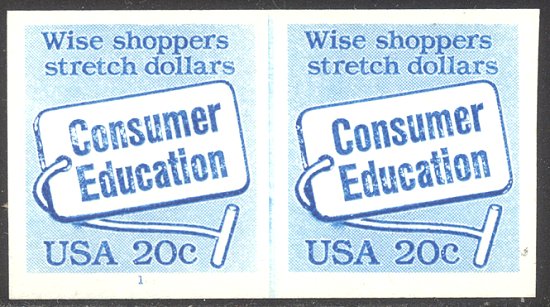 Wise shoppers
stretch dollars
Consumer
Education
USA 20c
1
Wise shoppers
stretch dollars
Consumer
Education
USA 20c